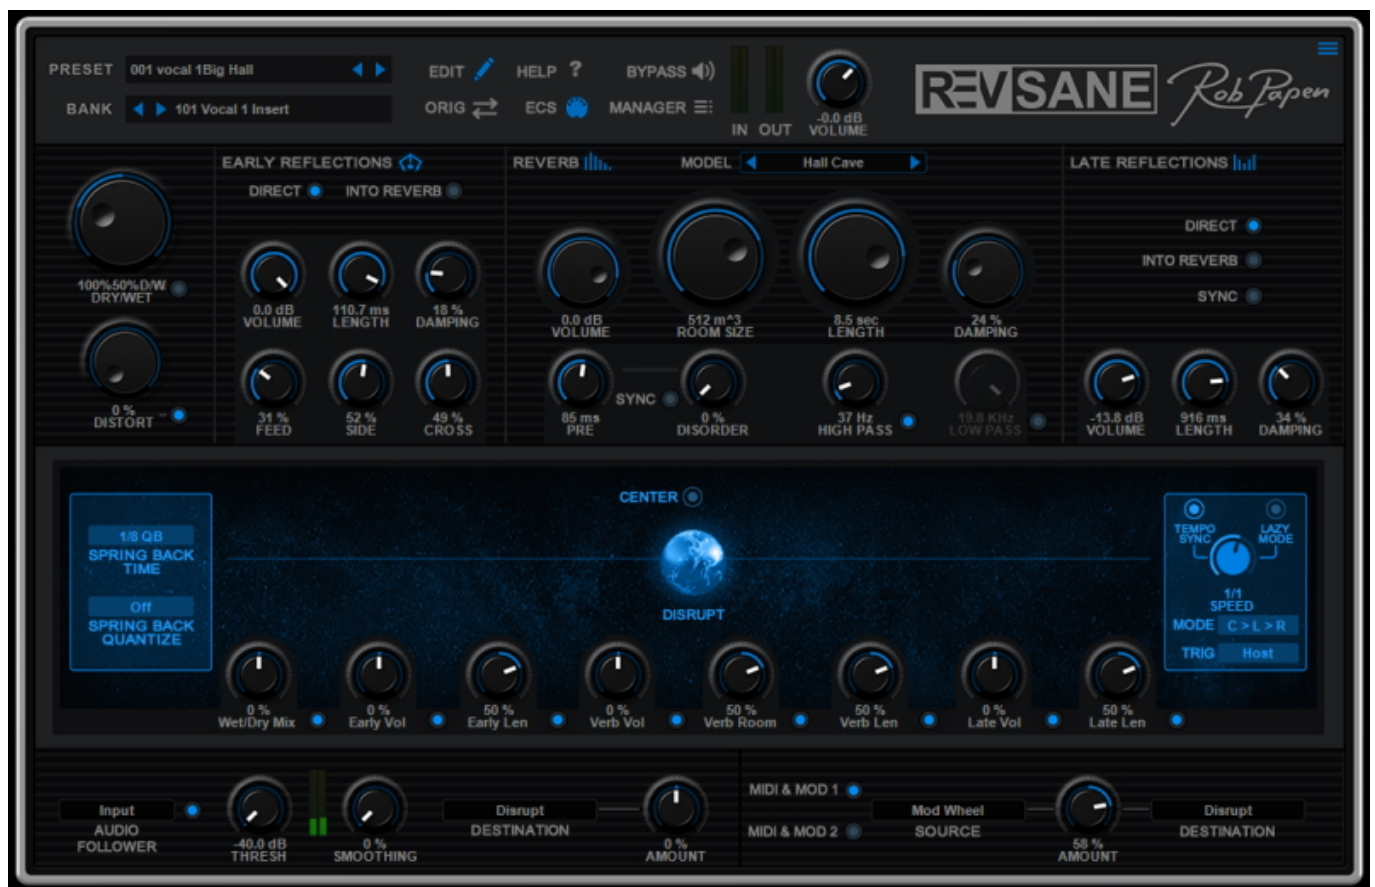 PRESET 001 vocal 1Big Hall
EDIT HELP ? BYPASS
BANK 101 Vocal 1 Insert
ORIG ECS MANAGER
IN OUT
-0.0 dB
VOLUME
REVSANE
Rob Papen
100%50%D/W
DRY/WET
0 %
DISTORT
EARLY REFLECTIONS
DIRECT INTO REVERB
0.0 dB 110.7 ms 18 %
VOLUME LENGTH DAMPING
31 % 52 % 49 %
FEED SIDE CROSS
REVERB MODEL Hall Cave
0.0 dB 512 m^3 8.5 sec 24 %
VOLUME ROOM SIZE LENGTH DAMPING
SYNC
85 ms 0 % 37 Hz 19.8 KHz
PRE DISORDER HIGH PASS LOW PASS
LATE REFLECTIONS
DIRECT
INTO REVERB
SYNC
-13.8 dB 916 ms 34 %
VOLUME LENGTH DAMPING
1/8 QB
SPRING BACK
TIME
Off
SPRING BACK
QUANTIZE
CENTER
DISRUPT
TEMPO LAZY
SYNC MODE
1/1
SPEED
MODE C > L > R
TRIG Host
0 % 0 % 50 % 0 % 50 % 50 % 0 % 50 %
Wet/Dry Mix Early Vol Early Len Verb Vol Verb Room Verb Len Late Vol Late Len
Input
AUDIO
FOLLOWER
-40.0 dB 0 %
THRESH SMOOTHING
Disrupt
DESTINATION
0 %
AMOUNT
MIDI & MOD 1
MIDI & MOD 2
Mod Wheel
SOURCE
58 %
AMOUNT
Disrupt
DESTINATION